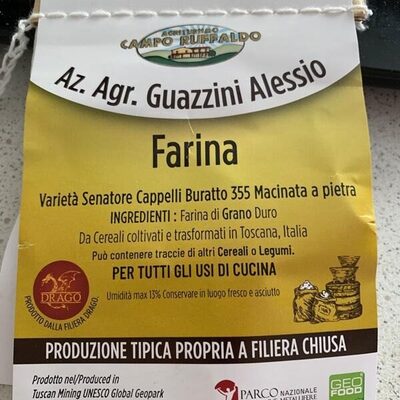 AGRITURISMO
CAMPO RUFFALDO
Az. Agr. Guazzini Alessio
Farina
Varietà Senatore Cappelli Buratto 355 Macinata a pietra
INGREDIENTI : Farina di Grano Duro
Da Cereali coltivati e trasformati in Toscana, Italia
Può contenere traccie di altri Cereali o Legumi.
PER TUTTI GLI USI DI CUCINA
Umidità max 13% Conservare in luogo fresco e asciutto
DRAGO
PRODOTTO DALLA FILIERA DRAGO.
PRODUZIONE TIPICA PROPRIA A FILIERA CHIUSA
Prodotto nel/Produced in
Tuscan Mining UNESCO Global Geopark
PARCO NAZIONALE
METALLIFERE
GEO
FOOD